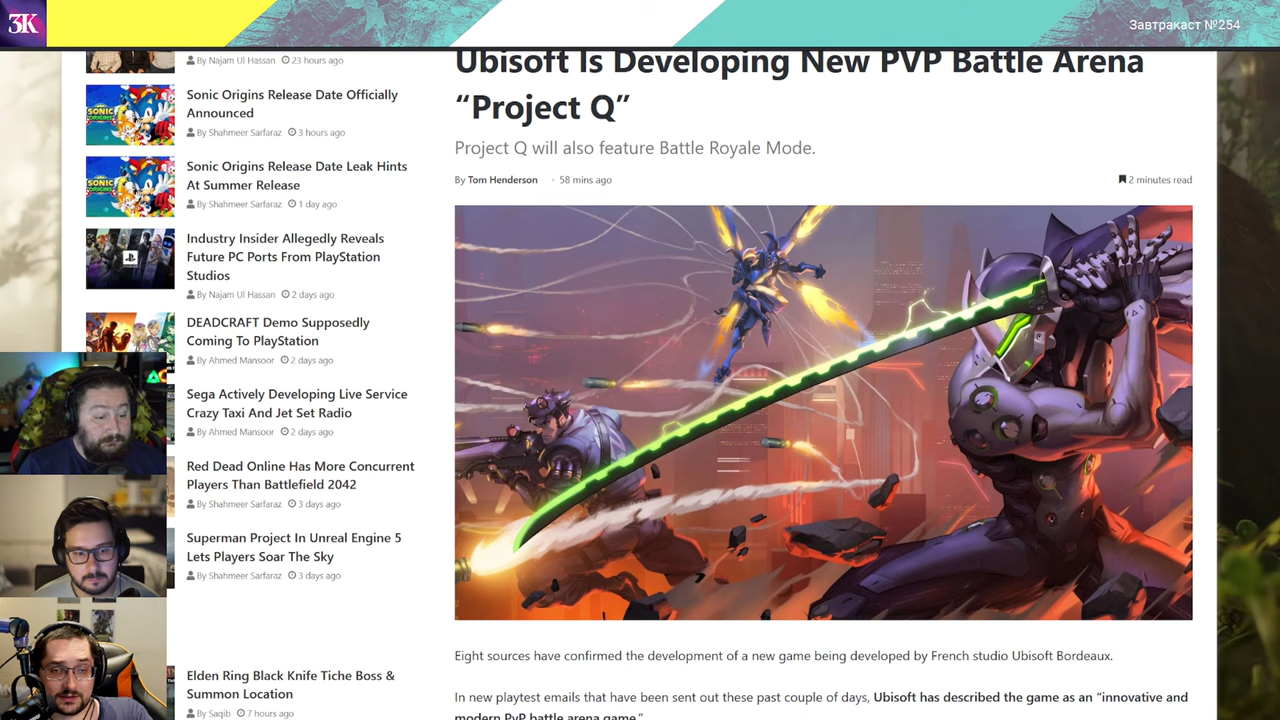 3K
Завтракаст №254
By Najam Ul Hassan 23 hours ago
Sonic Origins Release Date Officially
Announced
By Shahmeer Sarfaraz 3 hours ago
Sonic Origins Release Date Leak Hints
At Summer Release
By Shahmeer Sarfaraz 1 day ago
Industry Insider Allegedly Reveals
Future PC Ports From PlayStation
Studios
By Najam Ul Hassan 2 days ago
DEADCRAFT Demo Supposedly
Coming To PlayStation
By Ahmed Mansoor 2 days ago
Sega Actively Developing Live Service
Crazy Taxi And Jet Set Radio
By Ahmed Mansoor 2 days ago
Red Dead Online Has More Concurrent
Players Than Battlefield 2042
By Shahmeer Sarfaraz 3 days ago
Superman Project In Unreal Engine 5
Lets Players Soar The Sky
By Shahmeer Sarfaraz 3 days ago
Elden Ring Black Knife Tiche Boss &
Summon Location
By Saqib 7 hours ago
Ubisoft Is Developing New PVP Battle Arena
“Project Q”
Project Q will also feature Battle Royale Mode.
By Tom Henderson 58 mins ago
2 minutes read
Eight sources have confirmed the development of a new game being developed by French studio Ubisoft Bordeaux.
In new playtest emails that have been sent out these past couple of days, Ubisoft has described the game as an “innovative and
modern PvP battle arena game.”
SONIC
SONIC